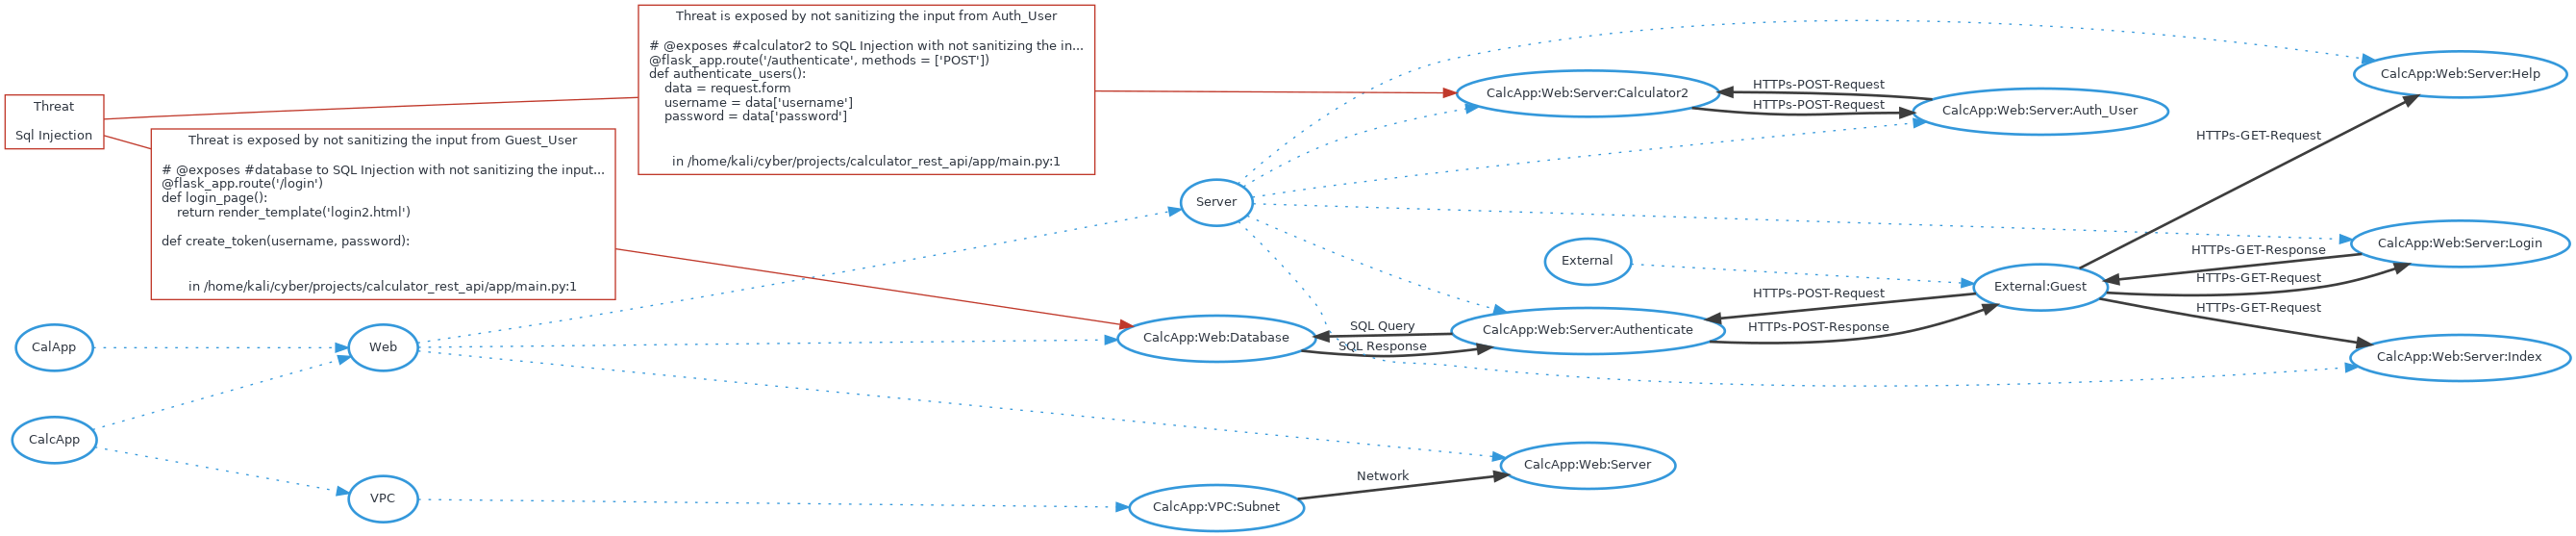 Threat
Sql Injection
Threat is exposed by not sanitizing the input from Guest_User
# @exposes #database to SQL Injection with not sanitizing the input...
@flask_app.route('/login')
def login_page():
    return render_template('login2.html')
def create_token(username, password):
in /home/kali/cyber/projects/calculator_rest_api/app/main.py:1
Threat is exposed by not sanitizing the input from Auth_User
# @exposes #calculator2 to SQL Injection with not sanitizing the in...
@flask_app.route('/authenticate', methods = ['POST'])
def authenticate_users():
    data = request.form
    username = data['username']
    password = data['password']
in /home/kali/cyber/projects/calculator_rest_api/app/main.py:1
CalApp
CalcApp
Web
VPC
Server
CalcApp:Web:Database
CalcApp:VPC:Subnet
SQL Query
SQL Response
Network
CalcApp:Web:Server:Calculator2
External
CalcApp:Web:Server:Authenticate
CalcApp:Web:Server
HTTPs-POST-Request
HTTPs-POST-Request
HTTPs-POST-Request
HTTPs-POST-Response
CalcApp:Web:Server:Auth_User
External:Guest
HTTPs-GET-Request
HTTPs-GET-Response
HTTPs-GET-Request
HTTPs-GET-Request
CalcApp:Web:Server:Help
CalcApp:Web:Server:Login
CalcApp:Web:Server:Index